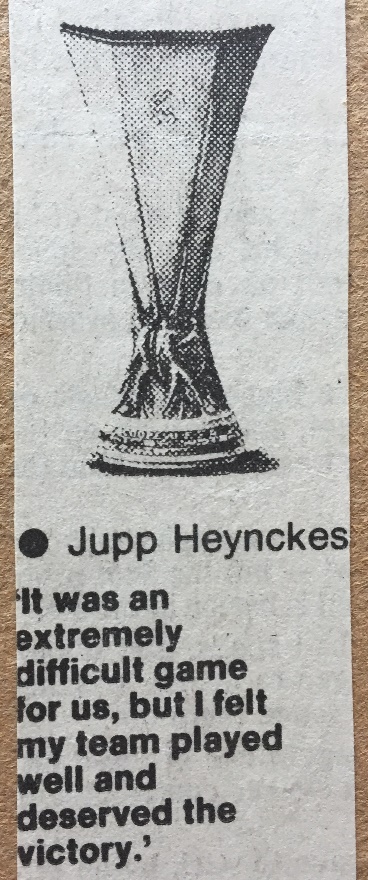 ● Jupp Heynckes
‘It was an
extremely
difficult game
for us, but I felt
my team played
well and
deserved the
victory.’